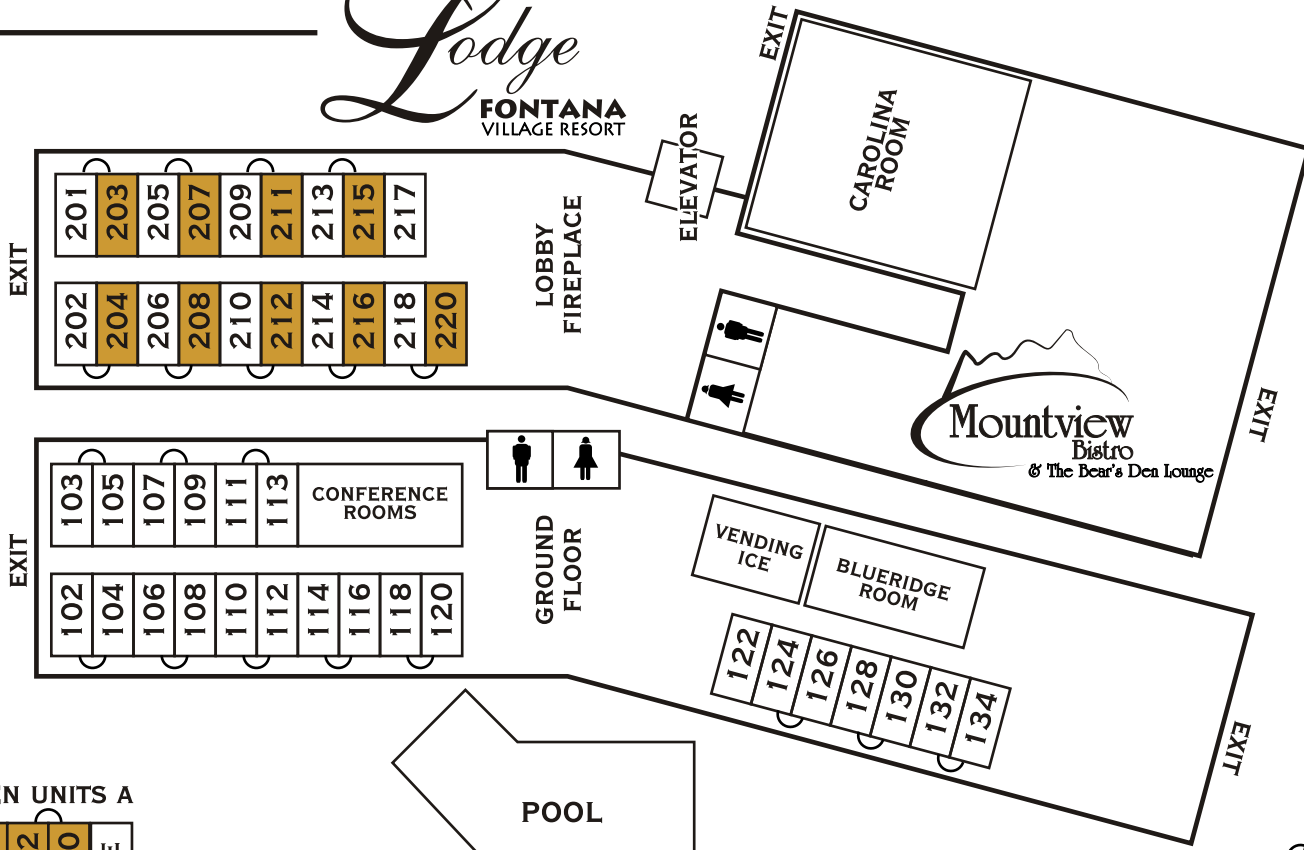 Lodge
FONTANA
VILLAGE RESORT
EXIT
CAROLINA
ROOM
ELEVATOR
201 203 205 207 209 211 213 215 217
EXIT
LOBBY
FIREPLACE
202 204 206 208 210 212 214 216 218 220
Mountview
Bistro
& The Bear's Den Lounge
EXIT
103 105 107 109 111 113
CONFERENCE
ROOMS
EXIT
GROUND
FLOOR
102 104 106 108 110 112 114 116 118 120
VENDING
ICE
BLUERIDGE
ROOM
122 124 126 128 130 132 134
EXIT
POOL
N UNITS A